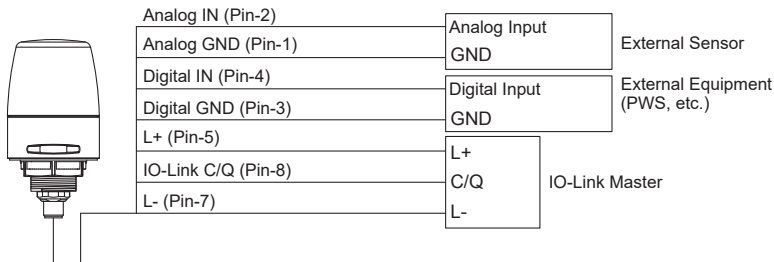 Analog IN (Pin-2)
Analog GND (Pin-1)
Digital IN (Pin-4)
Digital GND (Pin-3)
L+ (Pin-5)
IO-Link C/Q (Pin-8)
L- (Pin-7)
Analog Input
GND
External Sensor
Digital Input
GND
External Equipment
(PWS, etc.)
L+
C/Q
L-
IO-Link Master